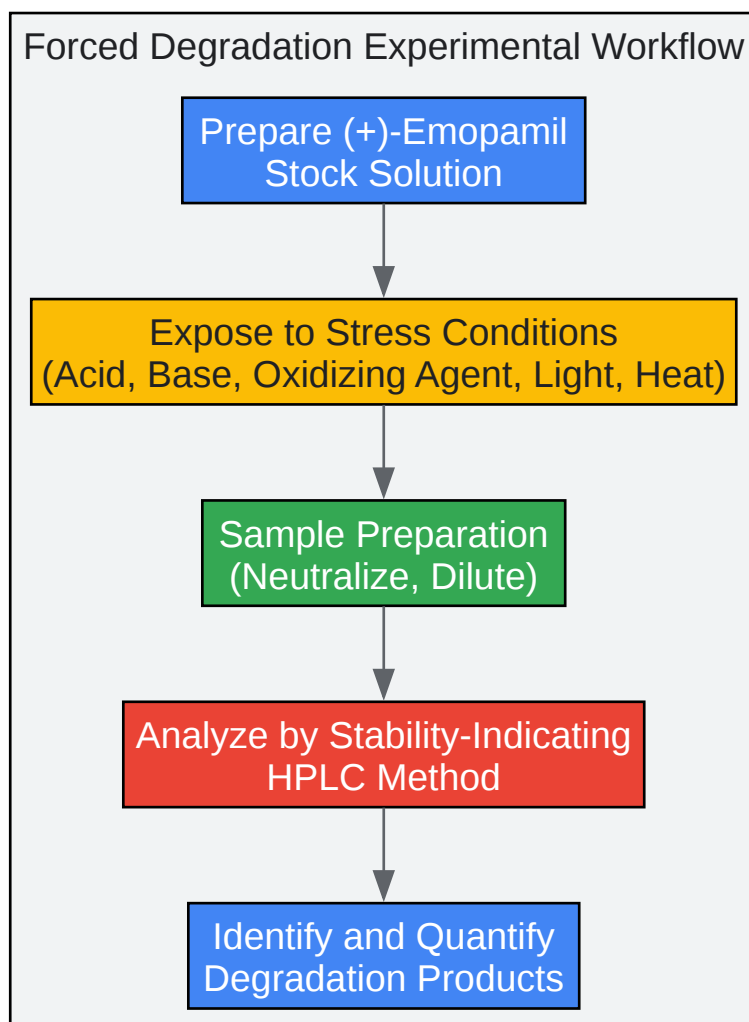 Forced Degradation Experimental Workflow
Prepare (+)-Emopamil
Stock Solution
Expose to Stress Conditions
(Acid, Base, Oxidizing Agent, Light, Heat)
Sample Preparation
(Neutralize, Dilute)
Analyze by Stability-Indicating
HPLC Method
Identify and Quantify
Degradation Products